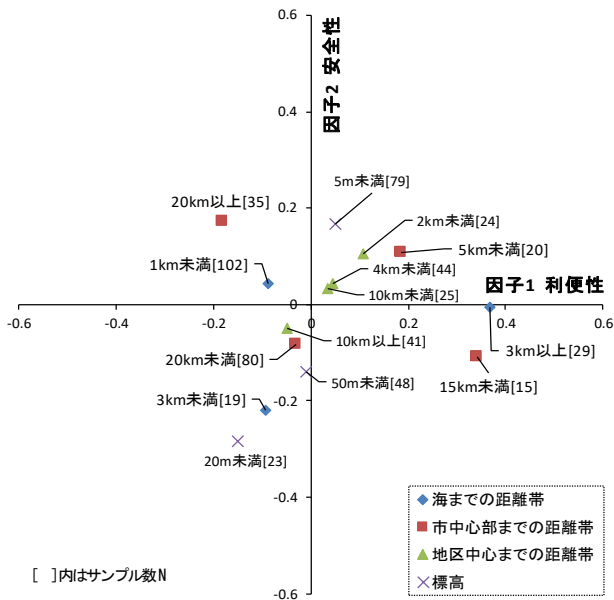 0.6
因子2 安全性
0.4
5m未満[79]
20km以上[35]
0.2
2km未満[24]
5km未満[20]
1km未満[102]
4km未満[44]
因子1 利便性
10km未満[25]
0
-0.6
-0.4
-0.2
0
0.2
0.4
0.6
10km以上[41]
3km以上[29]
20km未満[80]
50m未満[48]
15km未満[15]
3km未満[19]
-0.2
20m未満[23]
-0.4
海までの距離帯
市中心部までの距離帯
地区中心までの距離帯
標高
[ ]内はサンプル数N
-0.6